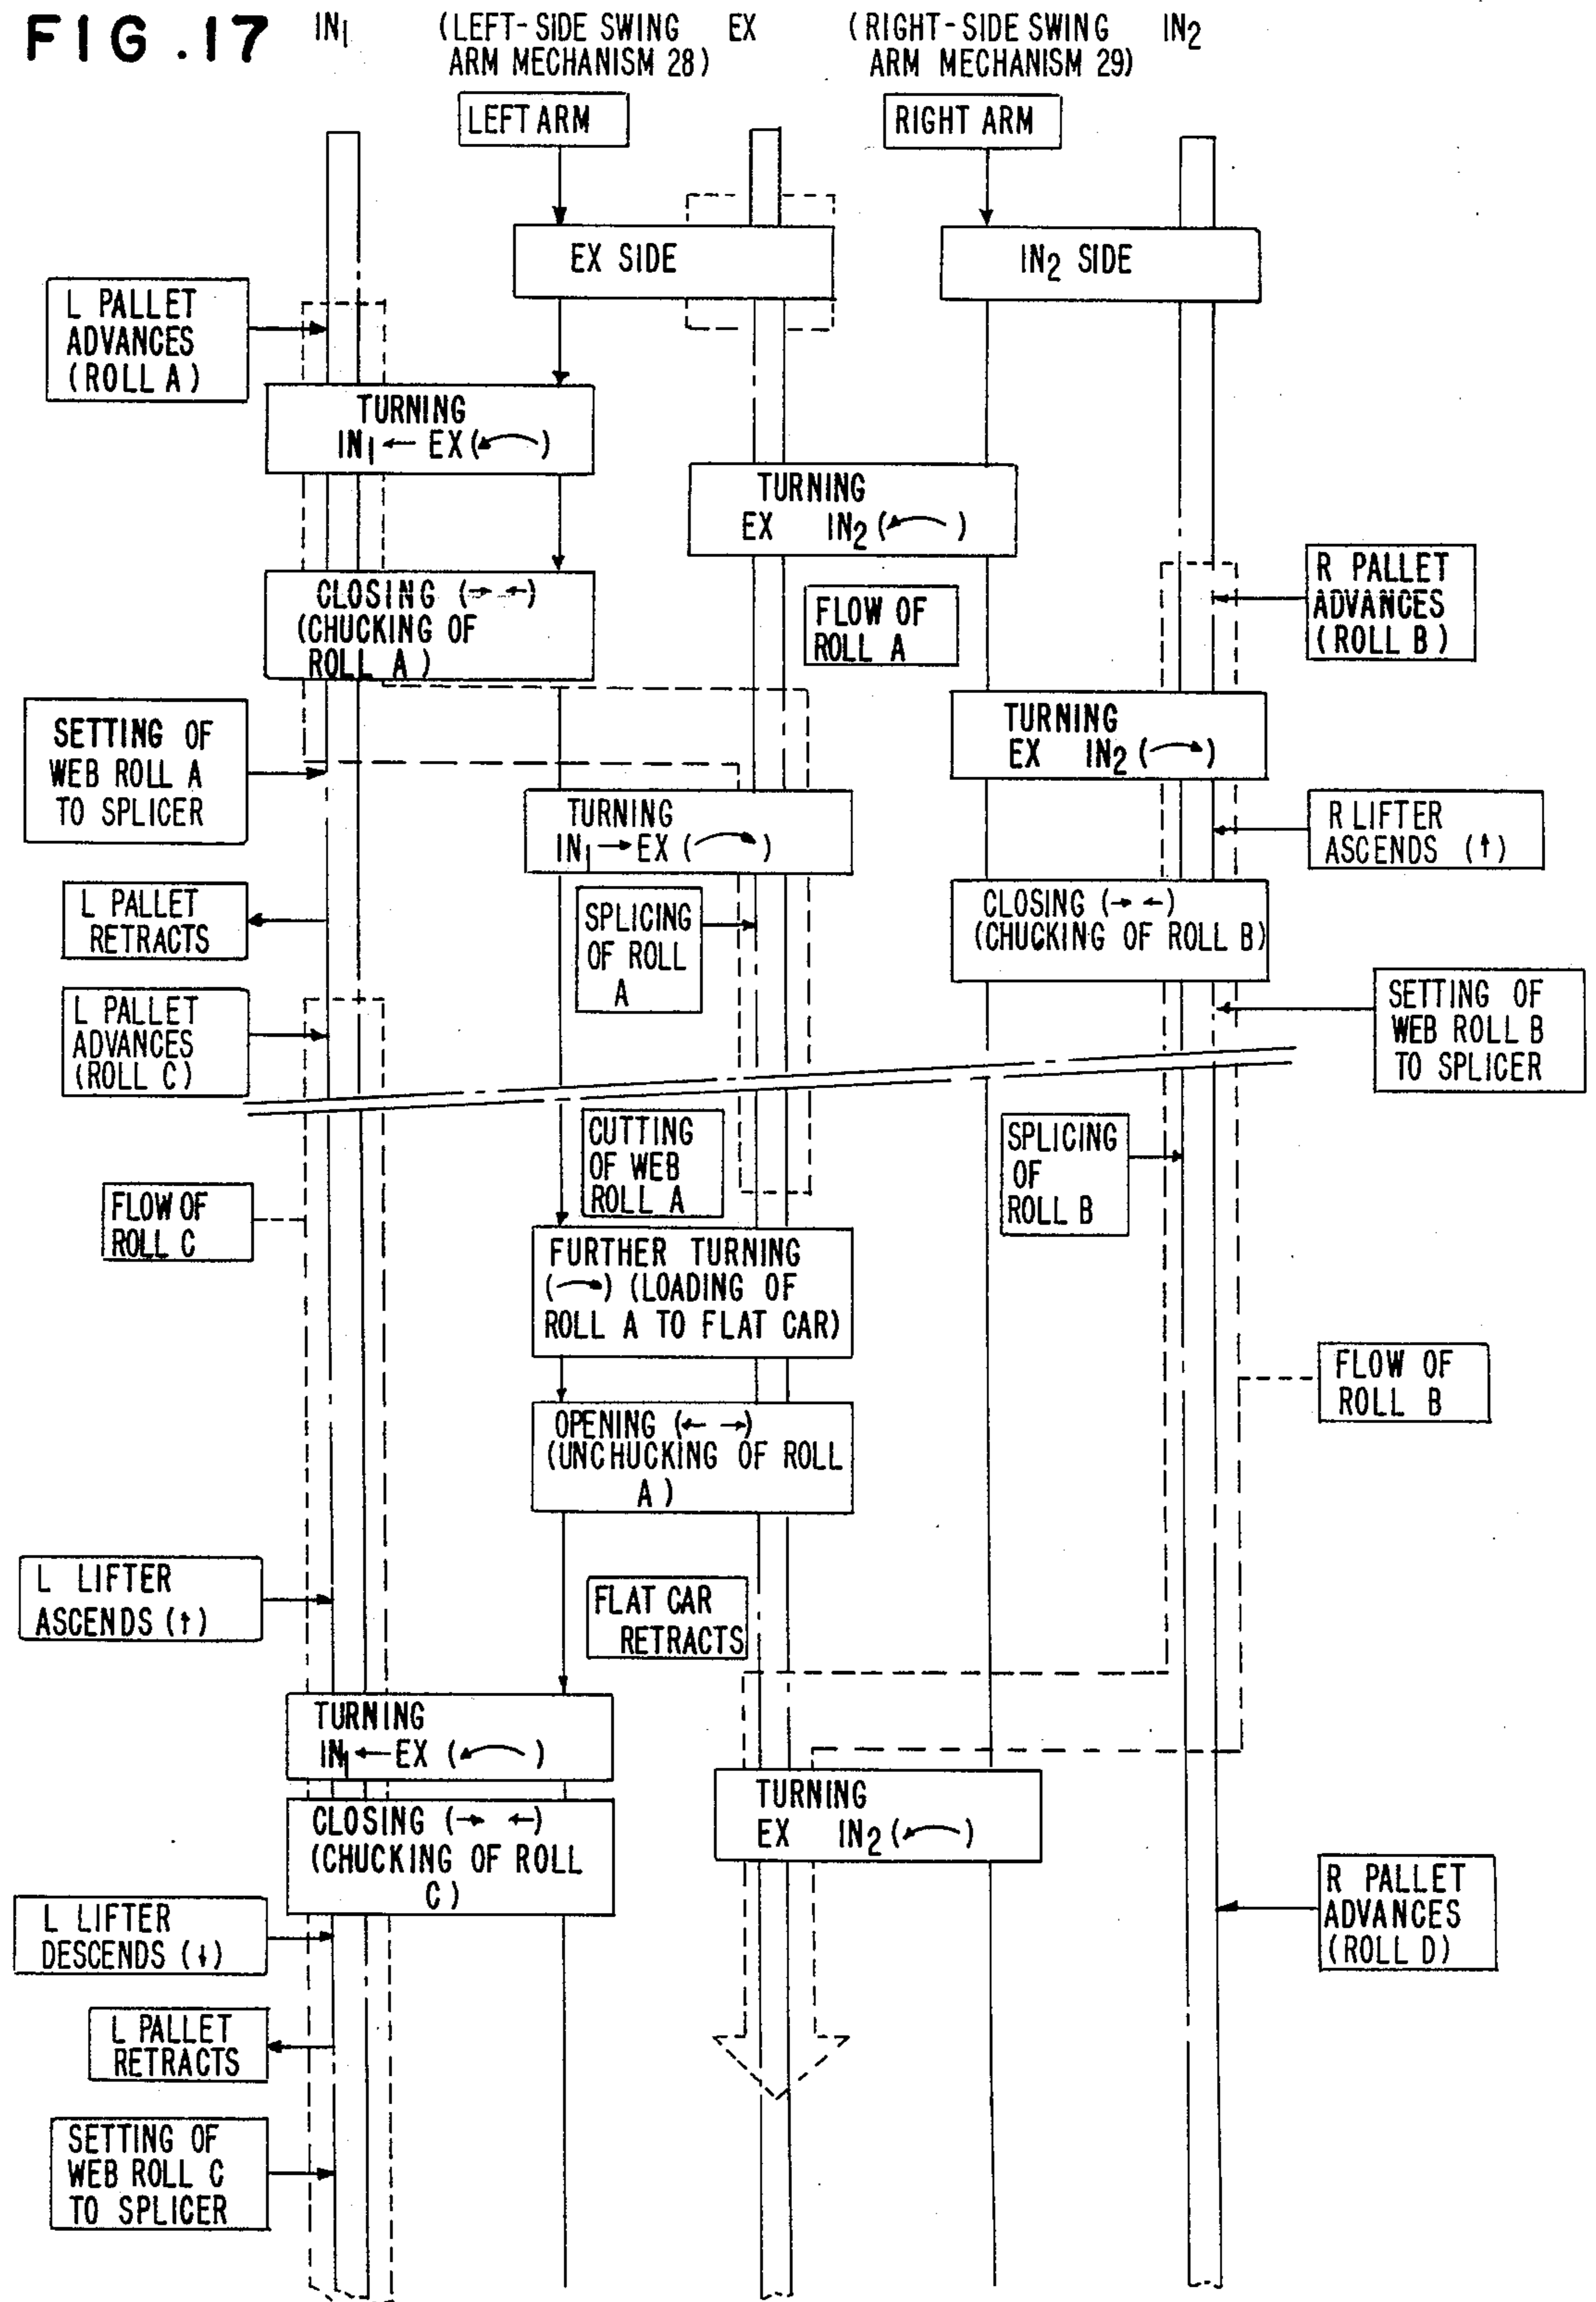 FIG.17
IN1
(LEFT-SIDE SWING
ARM MECHANISM 28)
EX
(RIGHT-SIDE SWING
ARM MECHANISM 29)
IN2
LEFT ARM
RIGHT ARM
EX SIDE
IN2 SIDE
L PALLET
ADVANCES
(ROLL A)
TURNING
IN1 ← EX (↶)
TURNING
EX IN2 (↶)
CLOSING (→ ←)
(CHUCKING OF
ROLL A)
FLOW OF
ROLL A
R PALLET
ADVANCES
(ROLL B)
SETTING OF
WEB ROLL A
TO SPLICER
TURNING
EX IN2 (↷)
TURNING
IN1 → EX (↷)
R LIFTER
ASCENDS (↑)
L PALLET
RETRACTS
SPLICING
OF ROLL
A
CLOSING (→ ←)
(CHUCKING OF ROLL B)
L PALLET
ADVANCES
(ROLL C)
SETTING OF
WEB ROLL B
TO SPLICER
CUTTING
OF WEB
ROLL A
SPLICING
OF
ROLL B
FLOW OF
ROLL C
FURTHER TURNING
(↷) (LOADING OF
ROLL A TO FLAT CAR)
FLOW OF
ROLL B
OPENING (← →)
(UNCHUCKING OF ROLL
A)
L LIFTER
ASCENDS (↑)
FLAT CAR
RETRACTS
TURNING
IN1 ← EX (↶)
TURNING
EX IN2 (↶)
CLOSING (→ ←)
(CHUCKING OF ROLL
C)
R PALLET
ADVANCES
(ROLL D)
L LIFTER
DESCENDS (↓)
L PALLET
RETRACTS
SETTING OF
WEB ROLL C
TO SPLICER